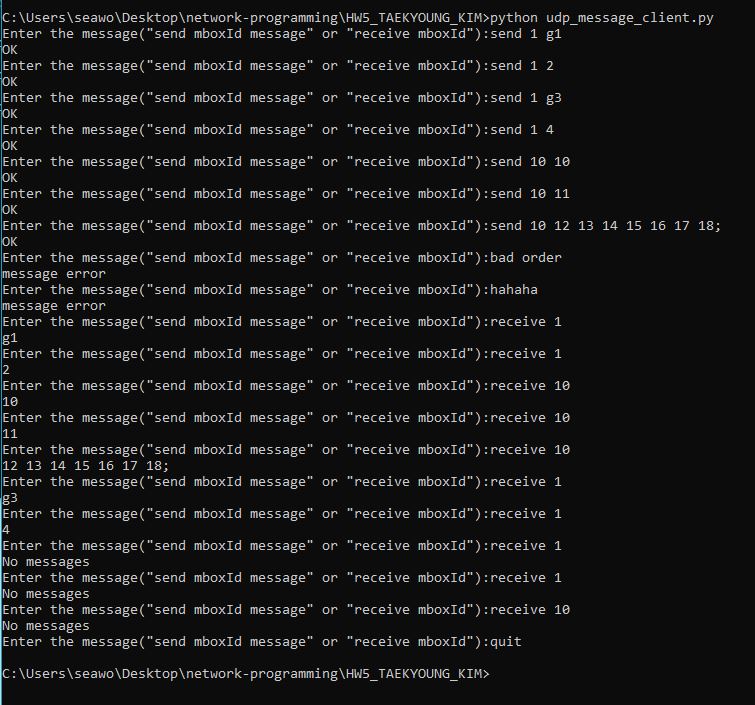 C:\Users\seawo\Desktop\network-programming\HW5_TAEKYOUNG_KIM>python udp_message_client.py
Enter the message("send mboxId message" or "receive mboxId"):send 1 g1
OK
Enter the message("send mboxId message" or "receive mboxId"):send 1 2
OK
Enter the message("send mboxId message" or "receive mboxId"):send 1 g3
OK
Enter the message("send mboxId message" or "receive mboxId"):send 1 4
OK
Enter the message("send mboxId message" or "receive mboxId"):send 10 10
OK
Enter the message("send mboxId message" or "receive mboxId"):send 10 11
OK
Enter the message("send mboxId message" or "receive mboxId"):send 10 12 13 14 15 16 17 18;
OK
Enter the message("send mboxId message" or "receive mboxId"):bad order
message error
Enter the message("send mboxId message" or "receive mboxId"):hahaha
message error
Enter the message("send mboxId message" or "receive mboxId"):receive 1
g1
Enter the message("send mboxId message" or "receive mboxId"):receive 1
2
Enter the message("send mboxId message" or "receive mboxId"):receive 10
10
Enter the message("send mboxId message" or "receive mboxId"):receive 10
11
Enter the message("send mboxId message" or "receive mboxId"):receive 10
12 13 14 15 16 17 18;
Enter the message("send mboxId message" or "receive mboxId"):receive 1
g3
Enter the message("send mboxId message" or "receive mboxId"):receive 1
4
Enter the message("send mboxId message" or "receive mboxId"):receive 1
No messages
Enter the message("send mboxId message" or "receive mboxId"):receive 1
No messages
Enter the message("send mboxId message" or "receive mboxId"):receive 10
No messages
Enter the message("send mboxId message" or "receive mboxId"):quit
C:\Users\seawo\Desktop\network-programming\HW5_TAEKYOUNG_KIM>